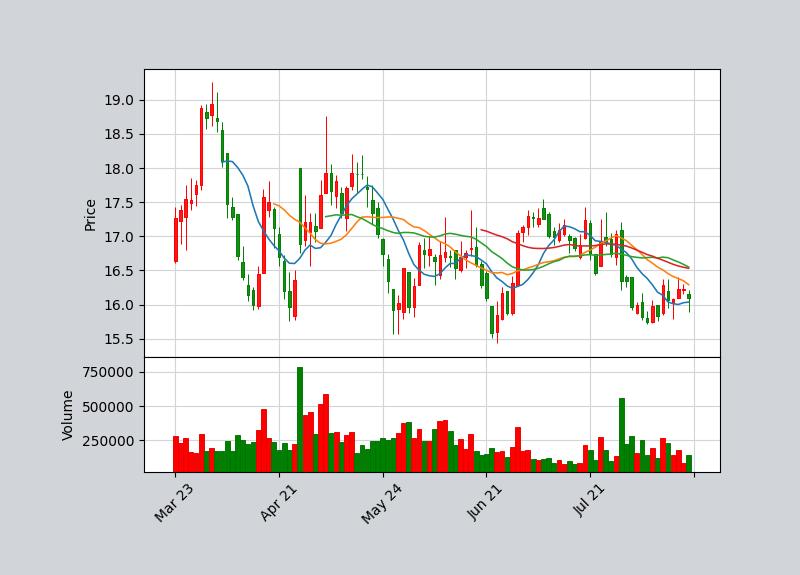 19.0
18.5
18.0
17.5
17.0
16.5
16.0
15.5
Price
750000
500000
250000
Volume
Mar 23
Apr 21
May 24
Jun 21
Jul 21